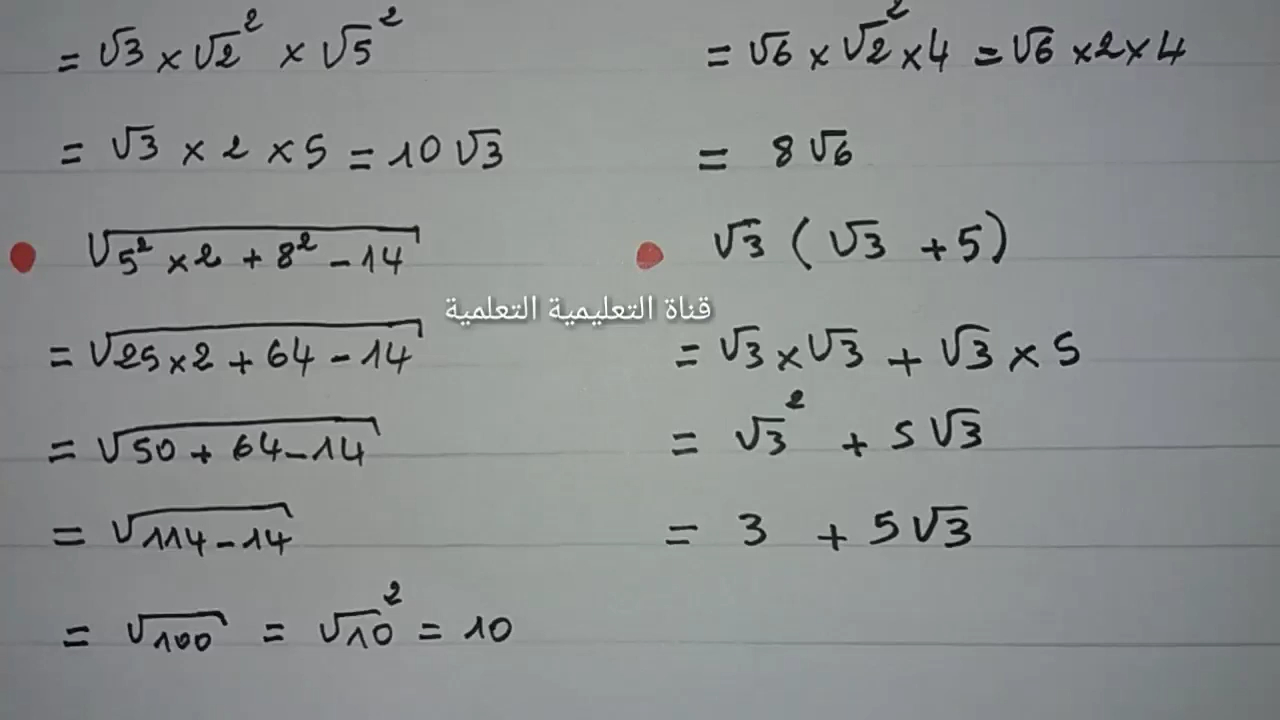 = √3 × √2² × √5²
= √3 × 2 × 5 = 10√3
√(5² × 2 + 8² - 14)
= √(25 × 2 + 64 - 14)
= √(50 + 64 - 14)
= √(114 - 14)
= √100 = √10² = 10
= √6 × √2² × 4 = √6 × 2 × 4
= 8√6
√3 (√3 + 5)
= √3 × √3 + √3 × 5
= √3² + 5√3
= 3 + 5√3
قناة التعليمية التعلمية